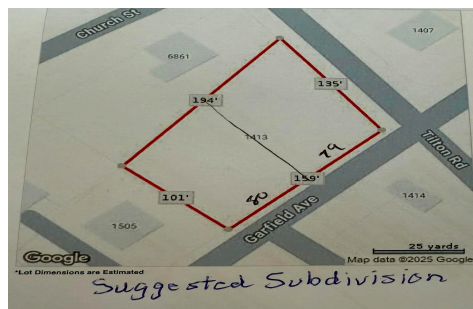 Church St
1407
6861
135'
194'
1413
79
159'
Tilton Rd
101'
80
1414
1505
Garfield Ave
25 yards
Google
Map data ©2025 Google
*Lot Dimensions are Estimated
Suggested Subdivision